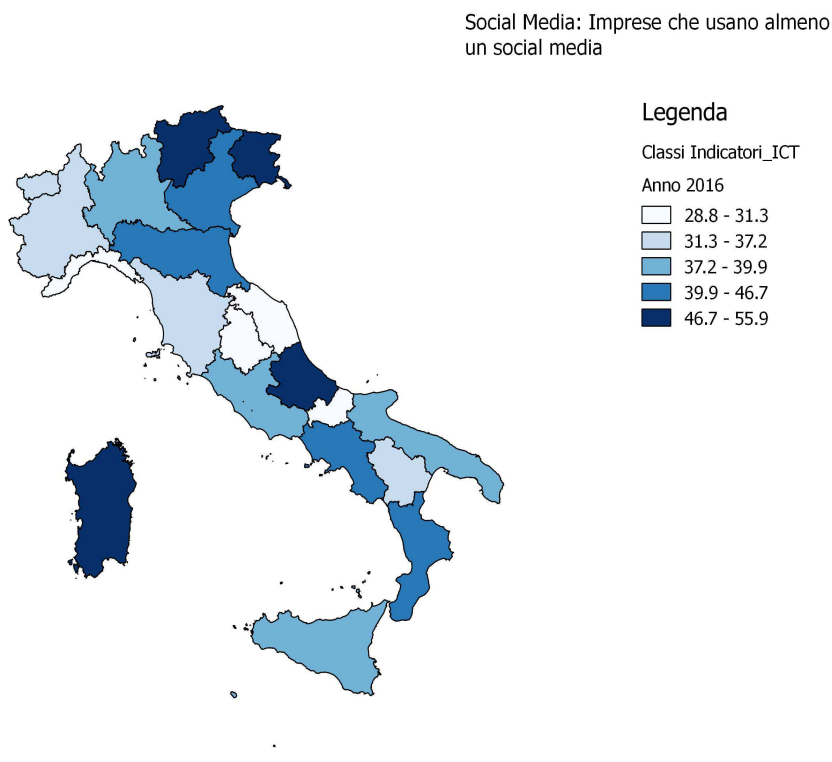 Social Media: Imprese che usano almeno
un social media
Legenda
Classi Indicatori_ICT
Anno 2016
28.8 - 31.3
31.3 - 37.2
37.2 - 39.9
39.9 - 46.7
46.7 - 55.9